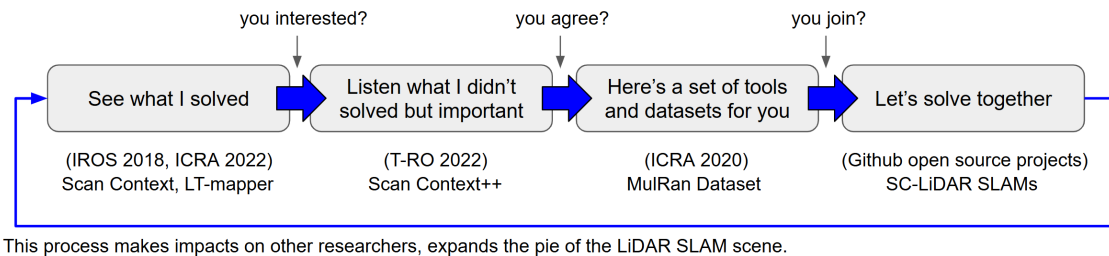 you interested?
you agree?
you join?
See what I solved
Listen what I didn’t
solved but important
Here’s a set of tools
and datasets for you
Let’s solve together
(IROS 2018, ICRA 2022)
Scan Context, LT-mapper
(T-RO 2022)
Scan Context++
(ICRA 2020)
MulRan Dataset
(Github open source projects)
SC-LiDAR SLAMs
This process makes impacts on other researchers, expands the pie of the LiDAR SLAM scene.